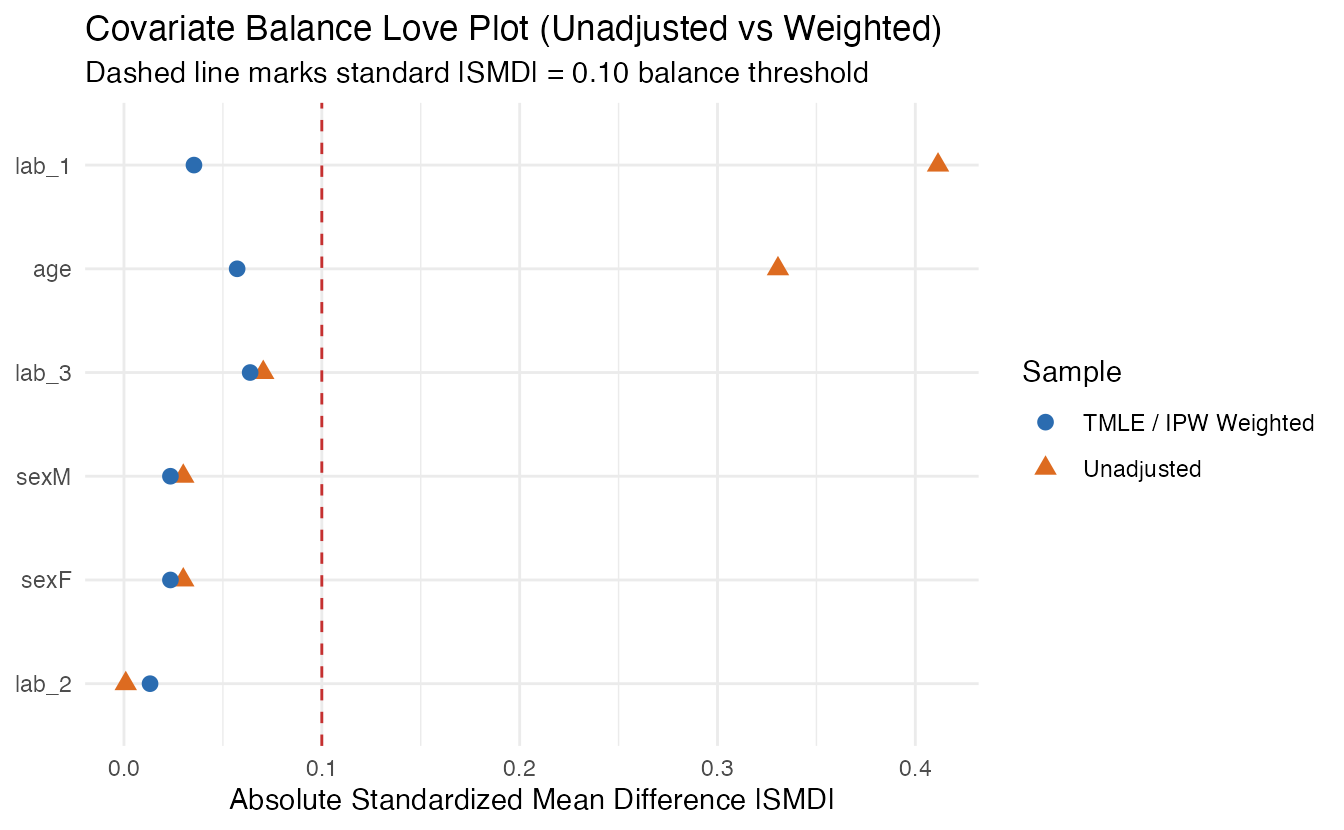 Covariate Balance Love Plot (Unadjusted vs Weighted)
Dashed line marks standard |SMD| = 0.10 balance threshold
lab_1
age
lab_3
sexM
sexF
lab_2
0.0 0.1 0.2 0.3 0.4
Absolute Standardized Mean Difference |SMD|
Sample
TMLE / IPW Weighted
Unadjusted